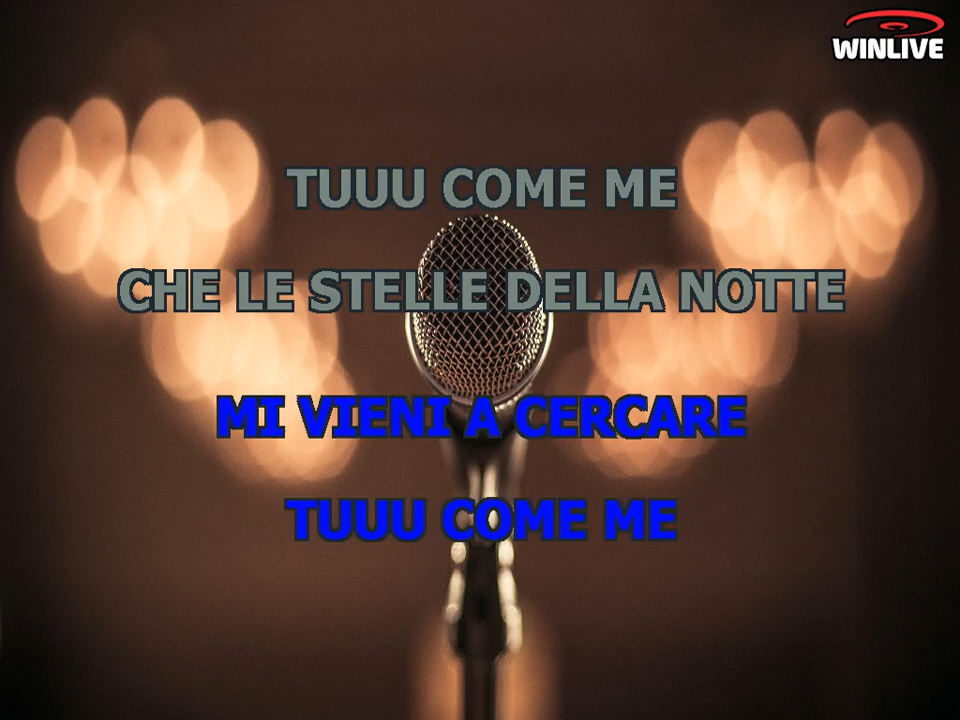 WINLIVE
TUUU COME ME
CHE LE STELLE DELLA NOTTE
MI VIENI A CERCARE
TUUU COME ME